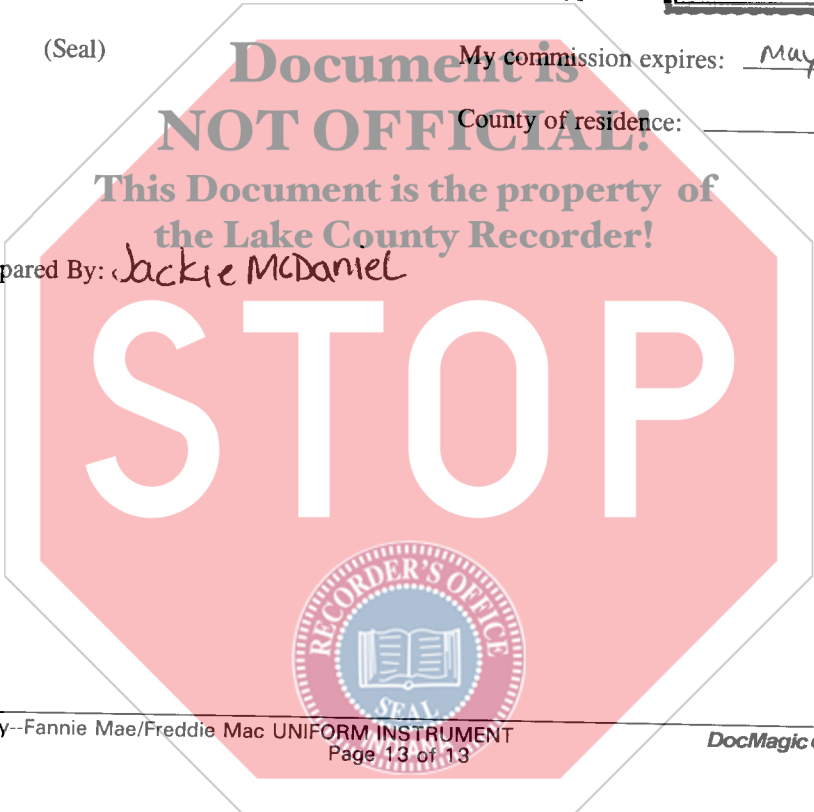 (Seal)
My commission expires: May
County of residence:
Document is
NOT OFFICIAL!
This Document is the property of
the Lake County Recorder!
pared By: Jackie McDaniel
STOP
RECORDER'S OFFICE
SEAL
INDIANA
y--Fannie Mae/Freddie Mac UNIFORM INSTRUMENT
Page 13 of 13
DocMagic